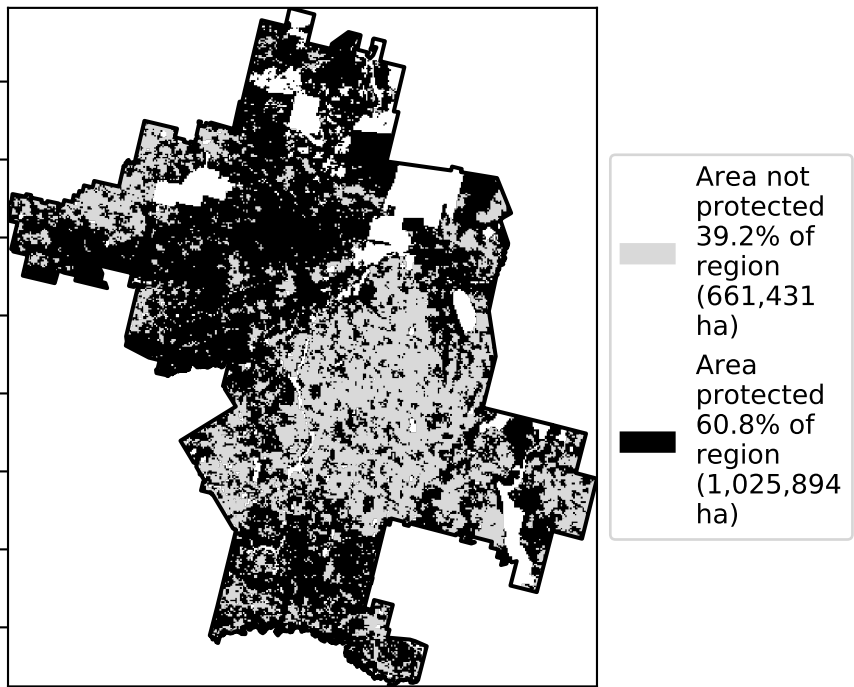 Area not
protected
39.2% of
region
(661,431
ha)
Area
protected
60.8% of
region
(1,025,894
ha)